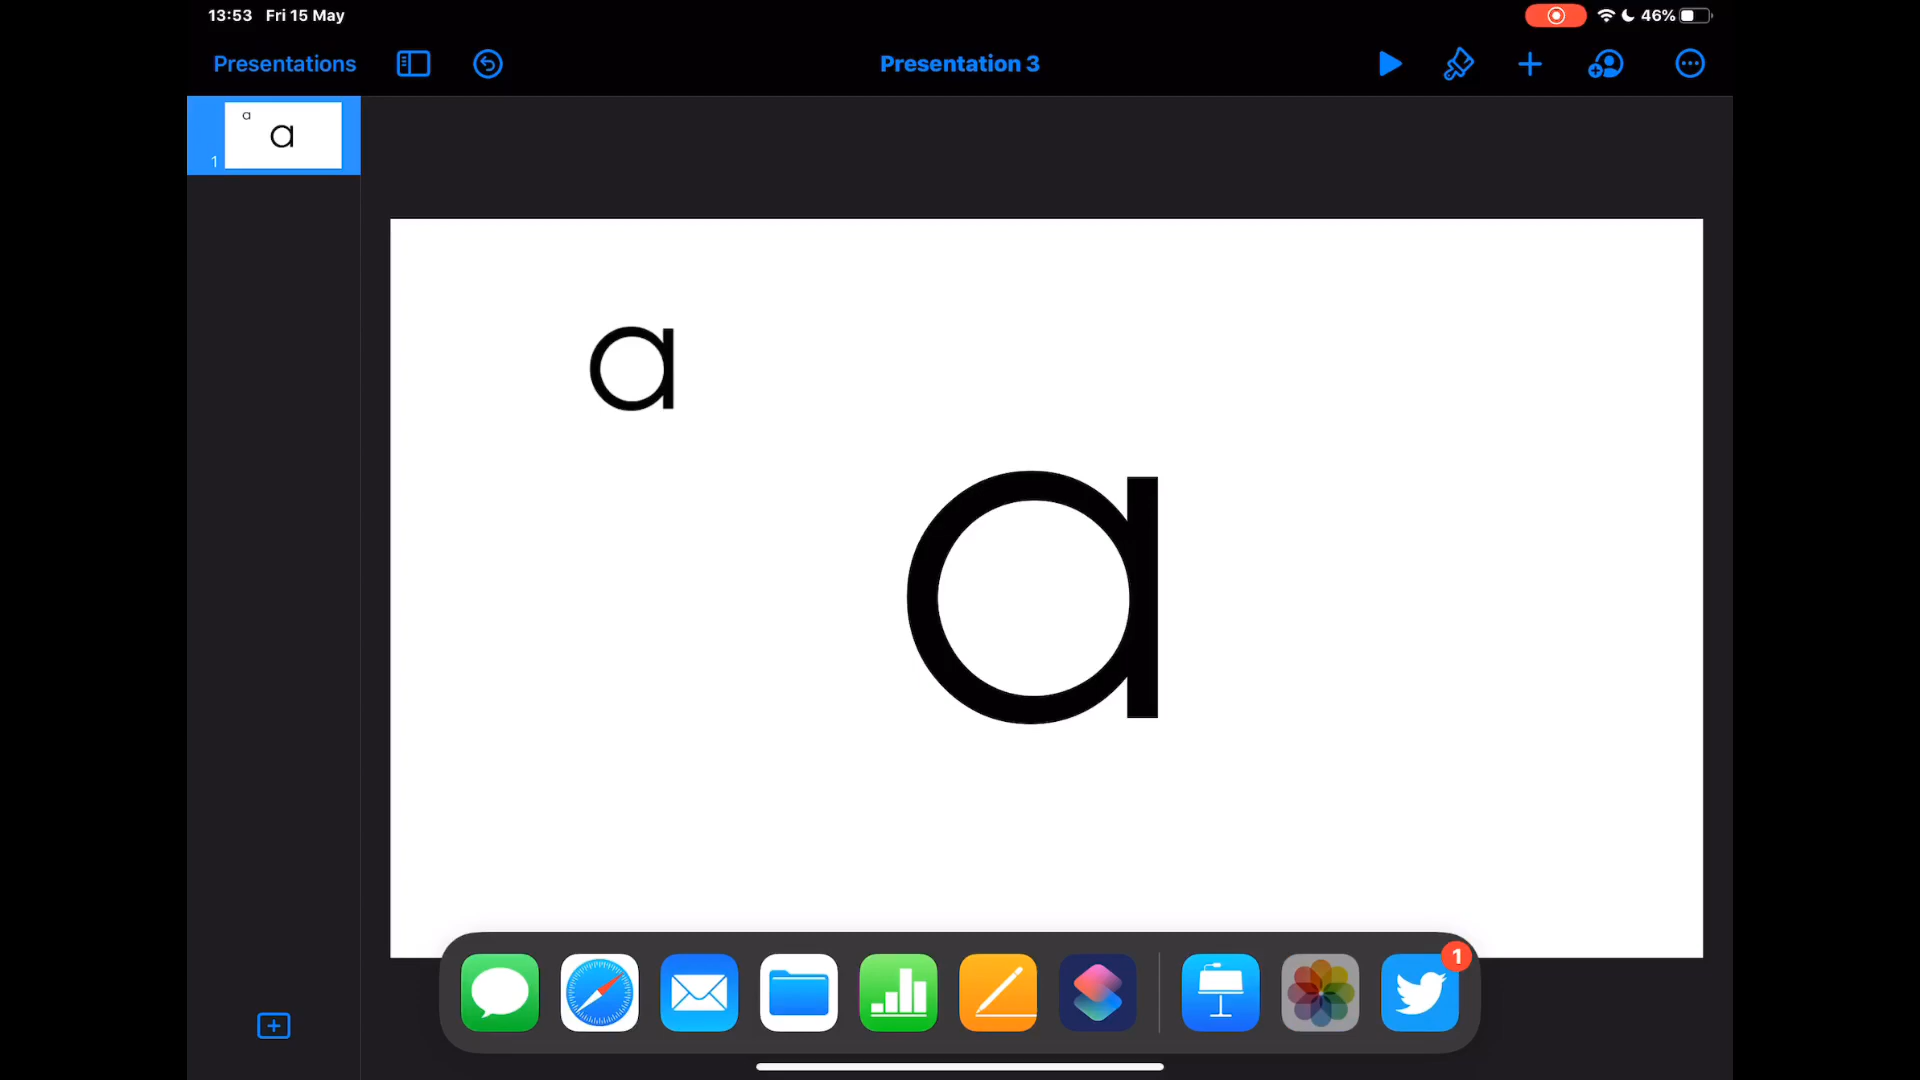 13:53 Fri 15 May
46%
Presentations
Presentation 3
a
a
1
a
a
1